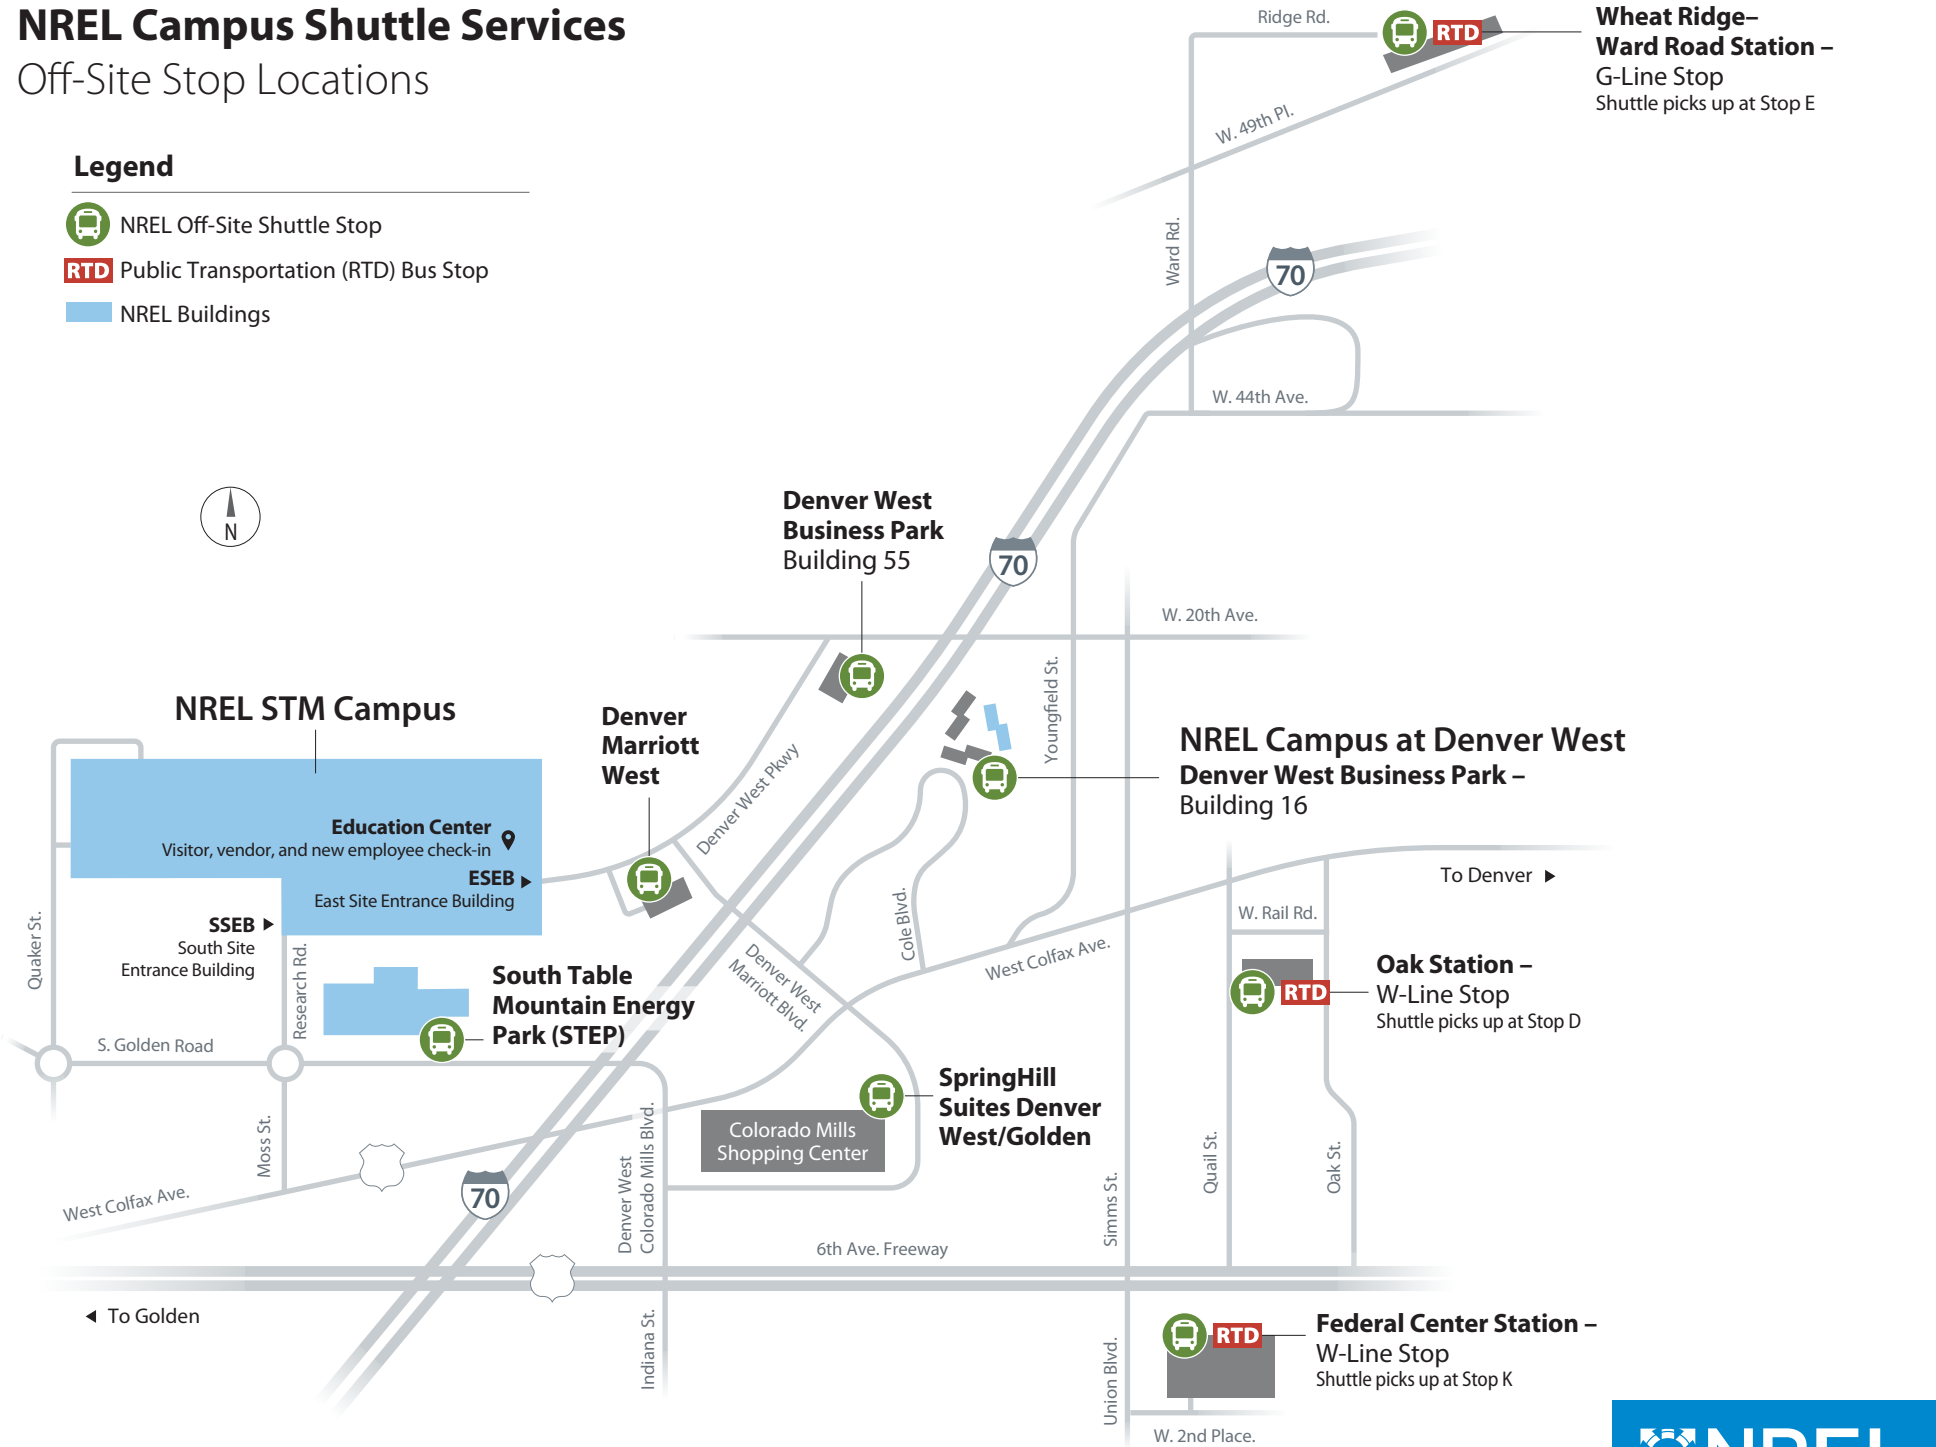 NREL Campus Shuttle Services
Off-Site Stop Locations
Legend
NREL Off-Site Shuttle Stop
RTD Public Transportation (RTD) Bus Stop
NREL Buildings
N
Ridge Rd.
RTD
Wheat Ridge–
Ward Road Station –
G-Line Stop
Shuttle picks up at Stop E
W. 49th Pl.
Ward Rd.
70
W. 44th Ave.
Denver West
Business Park
Building 55
70
W. 20th Ave.
Youngfield St.
NREL STM Campus
Denver
Marriott
West
Denver West Pkwy
NREL Campus at Denver West
Denver West Business Park –
Building 16
Education Center
Visitor, vendor, and new employee check-in
ESEB
East Site Entrance Building
SSEB
South Site
Entrance Building
Quaker St.
Research Rd.
South Table
Mountain Energy
Park (STEP)
S. Golden Road
Moss St.
West Colfax Ave.
70
Denver West
Marriott Blvd.
Cole Blvd.
West Colfax Ave.
To Denver
W. Rail Rd.
RTD
Oak Station –
W-Line Stop
Shuttle picks up at Stop D
SpringHill
Suites Denver
West/Golden
Colorado Mills
Shopping Center
Denver West
Colorado Mills Blvd.
Simms St.
Quail St.
Oak St.
6th Ave. Freeway
To Golden
Indiana St.
Union Blvd.
RTD
Federal Center Station –
W-Line Stop
Shuttle picks up at Stop K
W. 2nd Place.
NREL